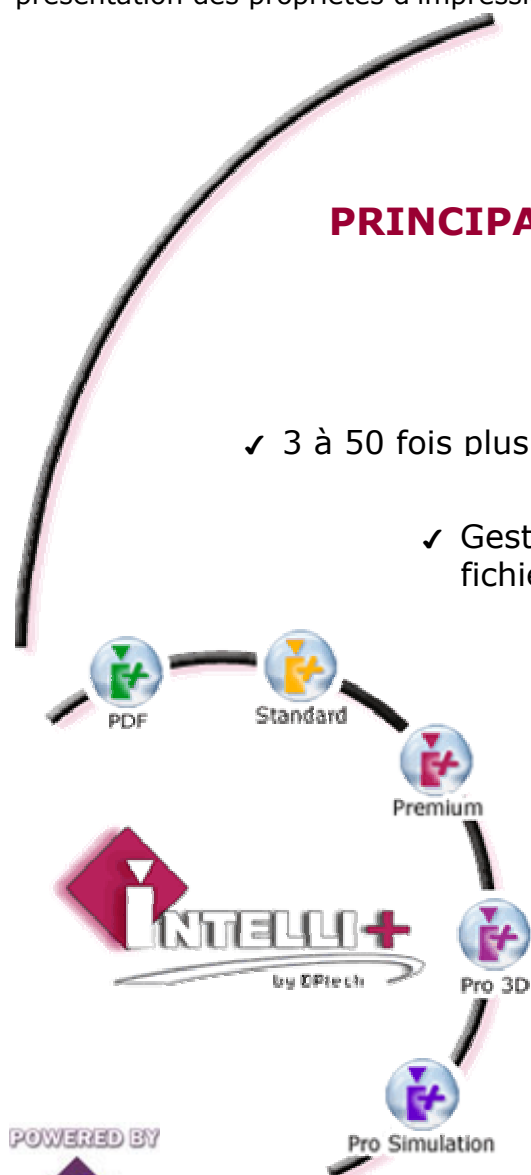 présentation des propriétés d'impressi
PRINCIPA
✓ 3 à 50 fois plus
✓ Gest
fichie
PDF
Standard
Premium
INTELLI+
by DPtech
Pro 3D
Pro Simulation
POWERED BY